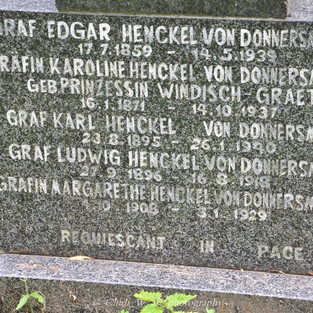 GRAF EDGAR HENCKEL VON DONNERSM
17.7.1859 - 14.5.1939
GRÄFIN KAROLINE HENCKEL VON DONNERSM
GEB PRINZESSIN WINDISCH-GRAET
16.1.1871 14.10.1937
GRAF KARL HENCKEL VON DONNERSM
23.8.1895 - 26.1.1940
GRAF LUDWIG HENCKEL VON DONNERSM
27.9.1896 - 16.8.1918
GRÄFIN MARGARETHE HENCKEL VON DONNERSM
1908 - 3.1.1929
REQUIESCANT IN PACE
photography